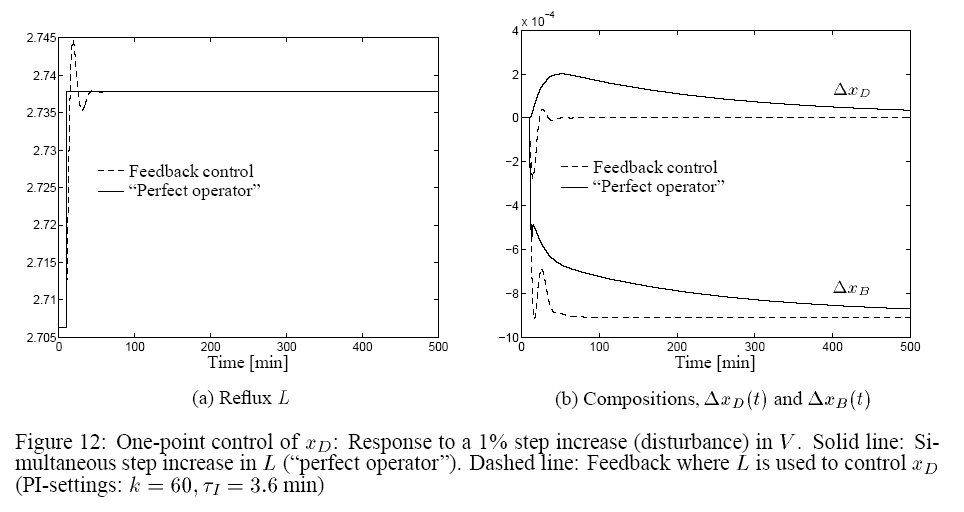 2.745
2.74
2.735
2.73
2.725
2.72
2.715
2.71
2.705
0 100 200 300 400 500
Feedback control
“Perfect operator”
Time [min]
(a) Reflux L
x 10⁻⁴
4
2
0
−2
−4
−6
−8
−10
0 100 200 300 400 500
Δx_D
Feedback control
“Perfect operator”
Δx_B
Time [min]
(b) Compositions, Δx_D(t) and Δx_B(t)
Figure 12: One-point control of x_D: Response to a 1% step increase (disturbance) in V. Solid line: Si-
multaneous step increase in L (“perfect operator”). Dashed line: Feedback where L is used to control x_D
(PI-settings: k = 60, τ_I = 3.6 min)